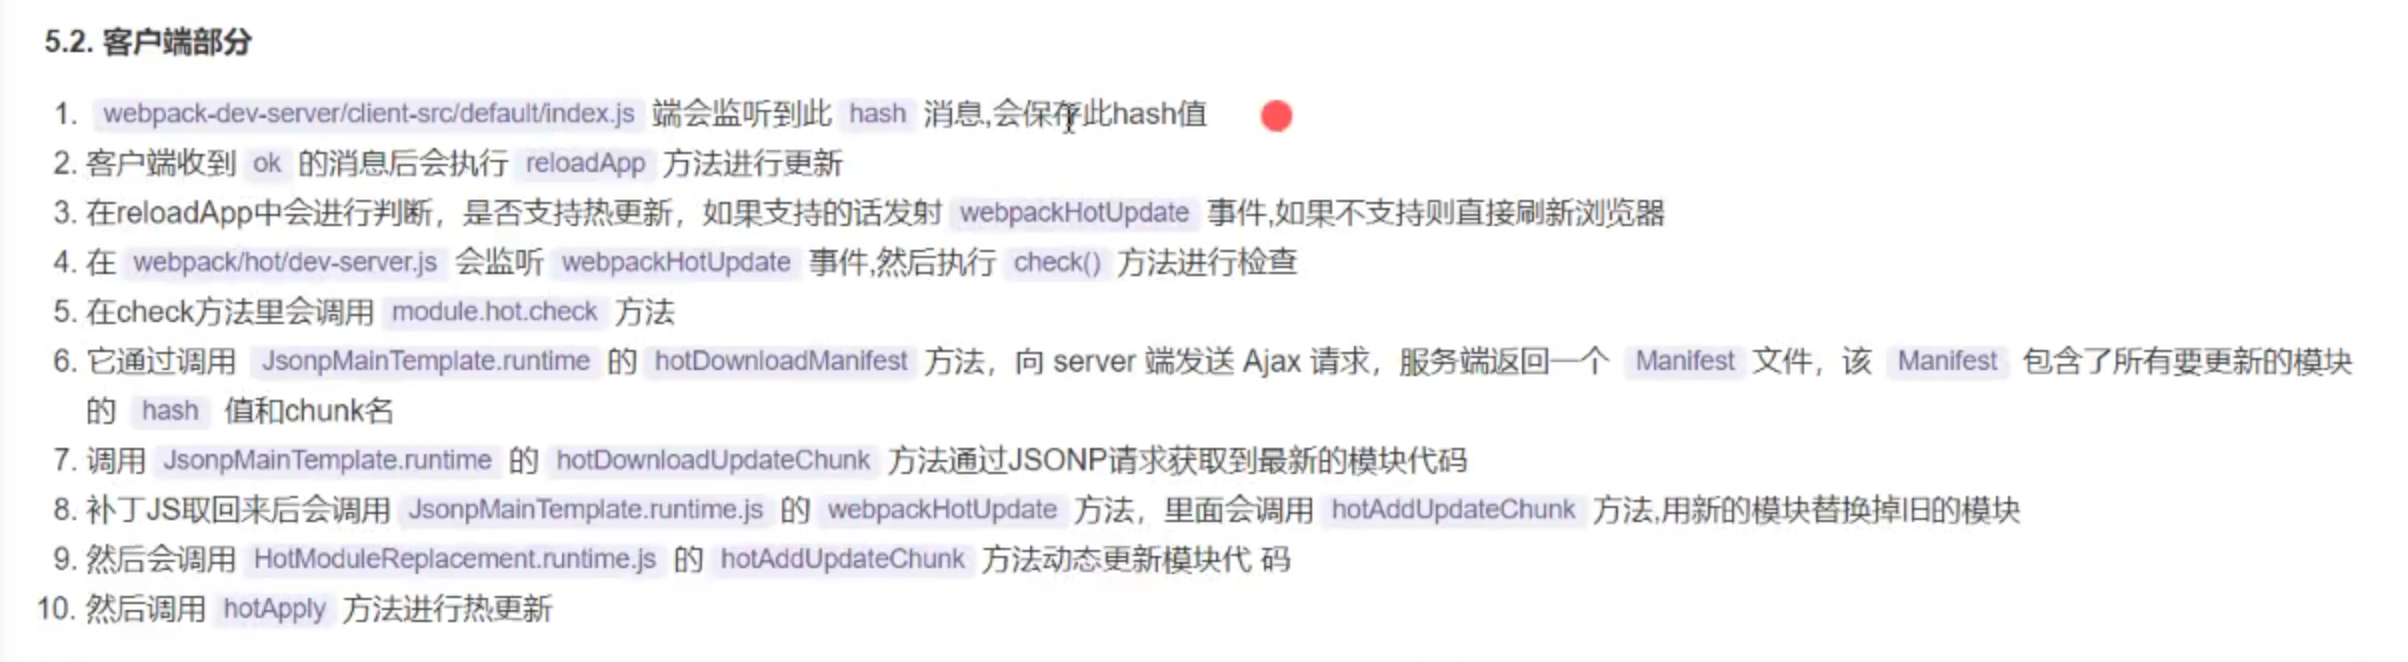 5.2. 客户端部分
1. webpack-dev-server/client-src/default/index.js 端会监听到此 hash 消息,会保存此hash值
2. 客户端收到 ok 的消息后会执行 reloadApp 方法进行更新
3. 在reloadApp中会进行判断，是否支持热更新，如果支持的话发射 webpackHotUpdate 事件,如果不支持则直接刷新浏览器
4. 在 webpack/hot/dev-server.js 会监听 webpackHotUpdate 事件,然后执行 check() 方法进行检查
5. 在check方法里会调用 module.hot.check 方法
6. 它通过调用 JsonpMainTemplate.runtime 的 hotDownloadManifest 方法，向 server 端发送 Ajax 请求，服务端返回一个 Manifest 文件，该 Manifest 包含了所有要更新的模块
的 hash 值和chunk名
7. 调用 JsonpMainTemplate.runtime 的 hotDownloadUpdateChunk 方法通过JSONP请求获取到最新的模块代码
8. 补丁JS取回来后会调用 JsonpMainTemplate.runtime.js 的 webpackHotUpdate 方法，里面会调用 hotAddUpdateChunk 方法,用新的模块替换掉旧的模块
9. 然后会调用 HotModuleReplacement.runtime.js 的 hotAddUpdateChunk 方法动态更新模块代 码
10. 然后调用 hotApply 方法进行热更新